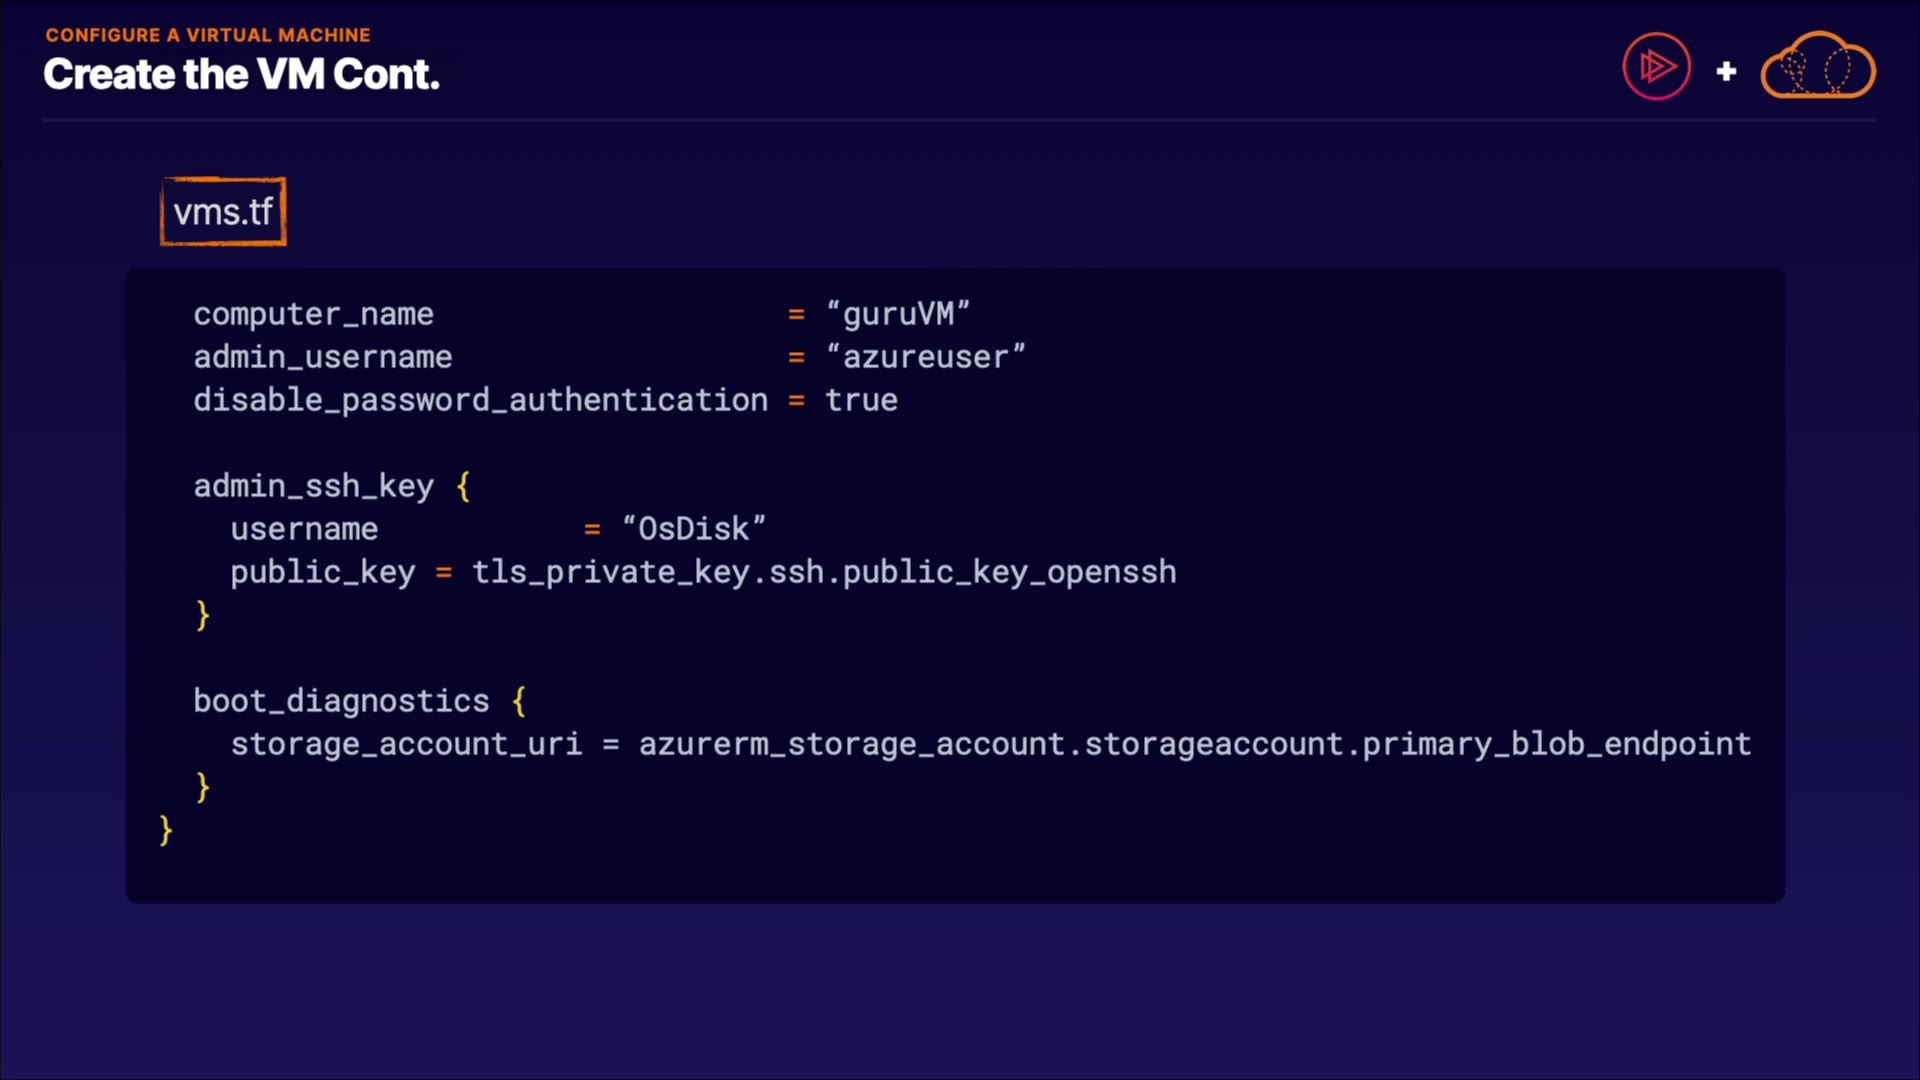 CONFIGURE A VIRTUAL MACHINE
Create the VM Cont.
vms.tf
computer_name = “guruVM”
admin_username = “azureuser”
disable_password_authentication = true
admin_ssh_key {
username = “OsDisk”
public_key = tls_private_key.ssh.public_key_openssh
}
boot_diagnostics {
storage_account_uri = azurerm_storage_account.storageaccount.primary_blob_endpoint
}
}